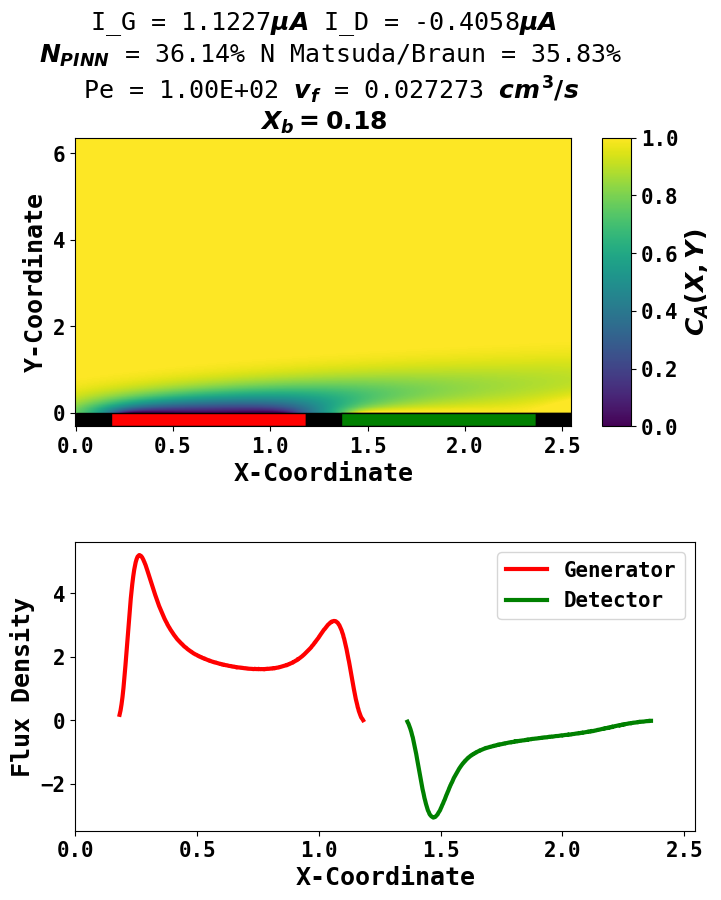 I_G = 1.1227μA I_D = -0.4058μA
N_PINN = 36.14% N Matsuda/Braun = 35.83%
Pe = 1.00E+02 v_f = 0.027273 cm³/s
X_b = 0.18
6
4
2
0
Y-Coordinate
0.0 0.5 1.0 1.5 2.0 2.5
X-Coordinate
1.0
0.8
0.6
0.4
0.2
0.0
C_A(X, Y)
4
2
0
−2
Flux Density
Generator
Detector
0.0 0.5 1.0 1.5 2.0 2.5
X-Coordinate